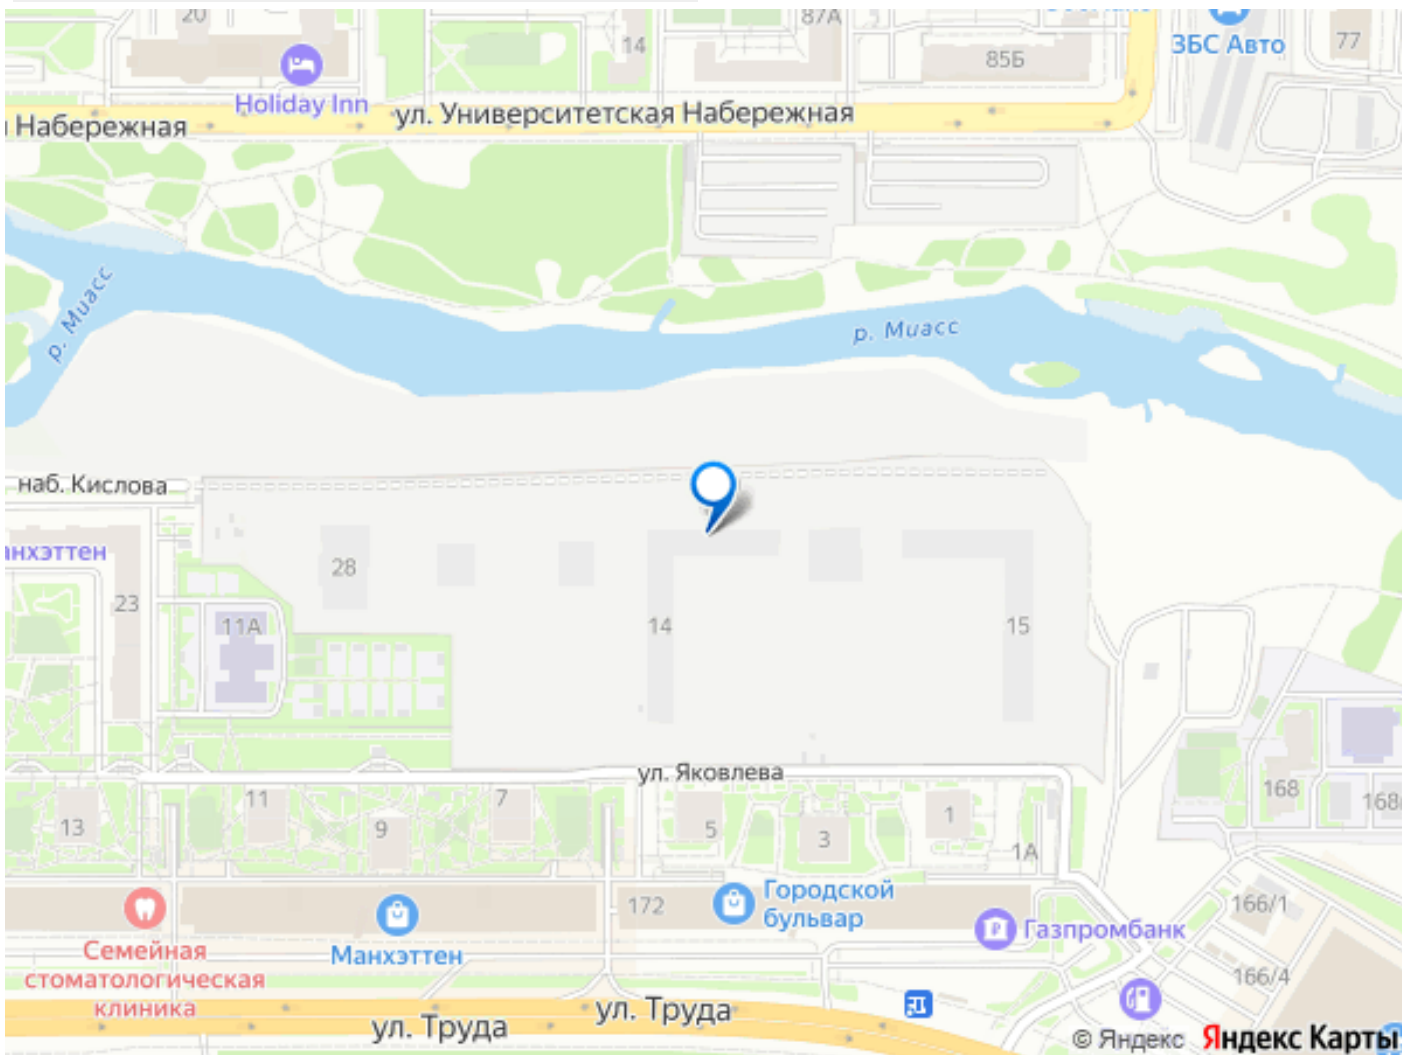 20
87А
14
ЗБС Авто
77
85Б
Holiday Inn
ул. Университетская Набережная
Набережная
р. Миасс
р. Миасс
наб. Кислова
анхэттен
28
23
11А
14
15
ул. Яковлева
13
11
9
7
5
3
1
1А
168
168
172
Городской
бульвар
Газпромбанк
166/1
166/4
Семейная
стоматологическая
клиника
Манхэттен
ул. Труда
ул. Труда
© Яндекс Яндекс Карты